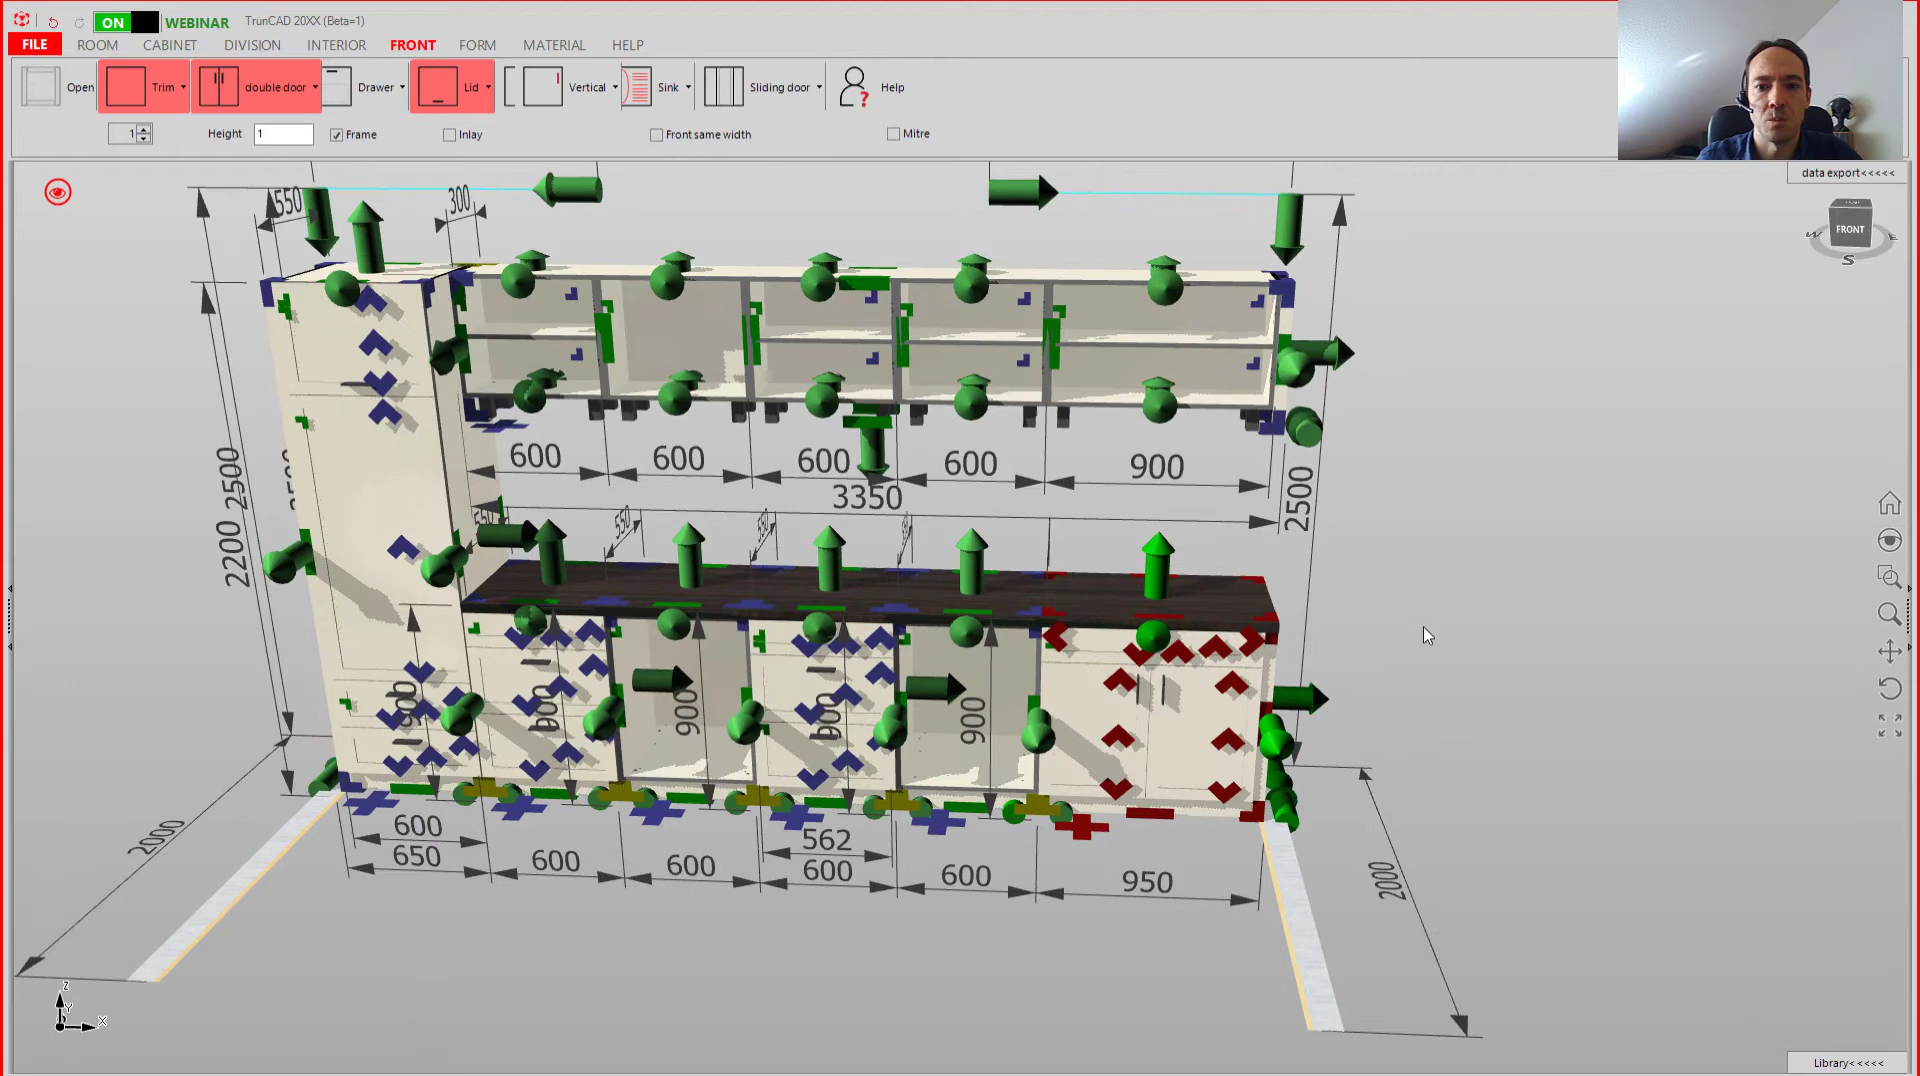 ON WEBINAR TrunCAD 20XX (Beta=1)
FILE ROOM CABINET DIVISION INTERIOR FRONT FORM MATERIAL HELP
Open Trim double door Drawer Lid Vertical Sink Sliding door ? Help
1 Height 1 Frame Inlay Front same width Mitre
data export<<<<<
FRONT
W E
S
550 300
600 600 600 600 900
3350
2500 2200 2500
550 550
900 900 900 900 900
600 562
650 600 600 600 600 950
2000 2000
Z
Y
X
Library<<<<<